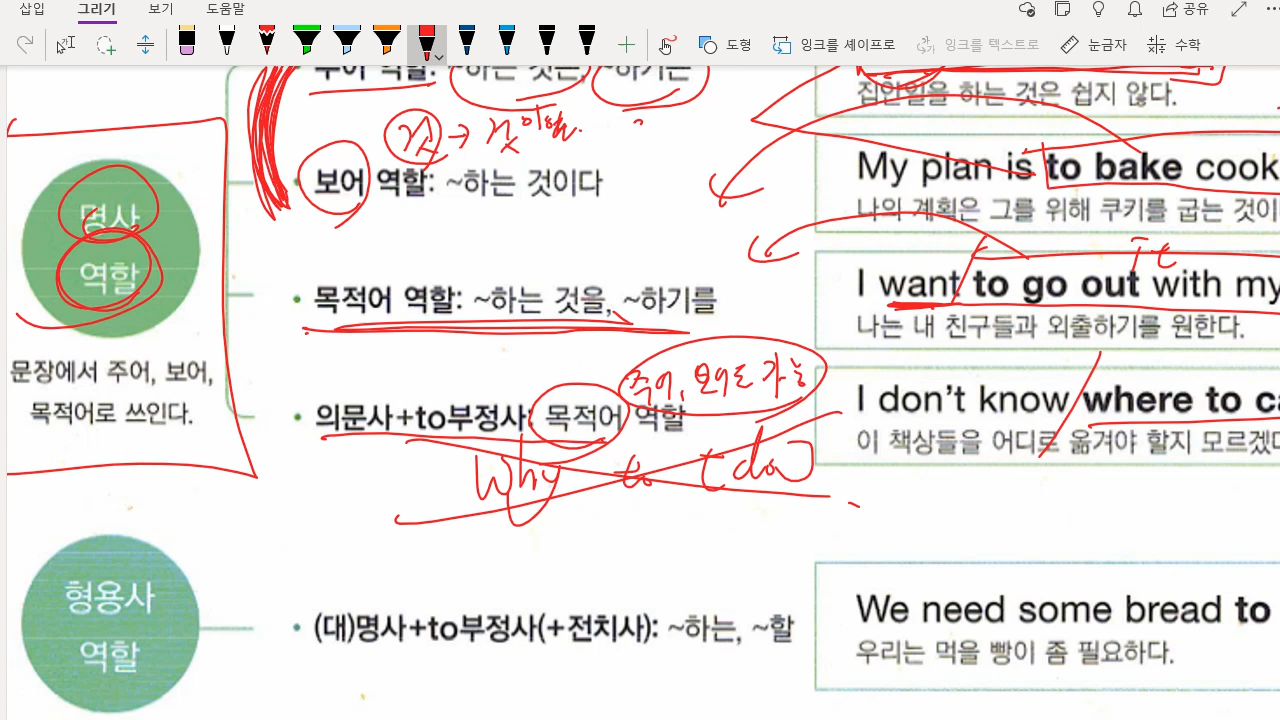 삽입 그리기 보기 도움말 공유
도형 잉크를 셰이프로 잉크를 텍스트로 눈금자 수학
주어 역할: ~하는 것은, ~하기는
집안일을 하는 것은 쉽지 않다.
것 → 것이다.
My plan is to bake cook
명사
역할
보어 역할: ~하는 것이다
나의 계획은 그를 위해 쿠키를 굽는 것이
it
목적어 역할: ~하는 것을, ~하기를
I want to go out with my
나는 내 친구들과 외출하기를 원한다.
문장에서 주어, 보어,
목적어로 쓰인다.
주어, 보어도 가능
의문사+to부정사: 목적어 역할
I don't know where to ca
이 책상들을 어디로 옮겨야 할지 모르겠다
Why to do
형용사
역할
(대)명사+to부정사(+전치사): ~하는, ~할
We need some bread to
우리는 먹을 빵이 좀 필요하다.